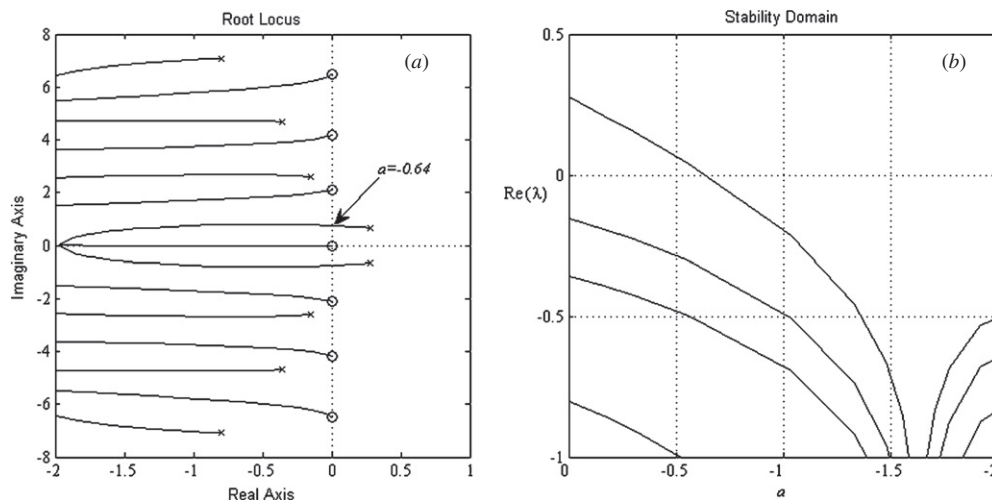 Root Locus
(a)
8
6
4
2
0
-2
-4
-6
-8
Imaginary Axis
a=-0.64
-2 -1.5 -1 -0.5 0 0.5 1
Real Axis
Stability Domain
(b)
0.5
0
-0.5
-1
Re(λ)
0 -0.5 -1 -1.5
a